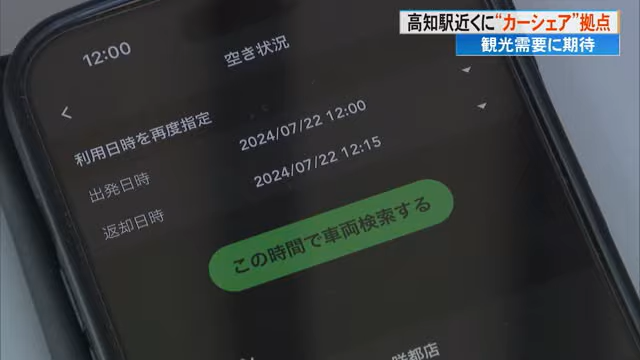 高知駅近くに"カーシェア"拠点
観光需要に期待
12:00
空き状況
利用日時を再度指定
出発日時
2024/07/22 12:00
返却日時
2024/07/22 12:15
この時間で車両検索する